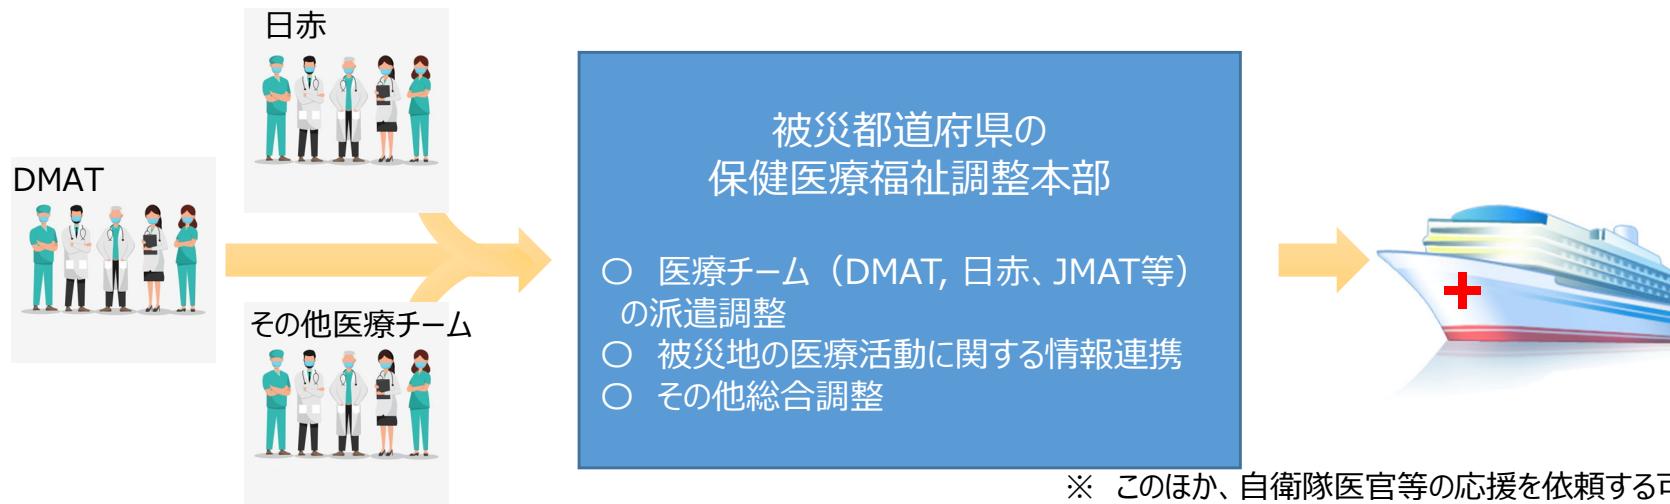 日赤
DMAT
その他医療チーム
被災都道府県の
保健医療福祉調整本部
○ 医療チーム（DMAT, 日赤、JMAT等）
の派遣調整
○ 被災地の医療活動に関する情報連携
○ その他総合調整
※ このほか、自衛隊医官等の応援を依頼する